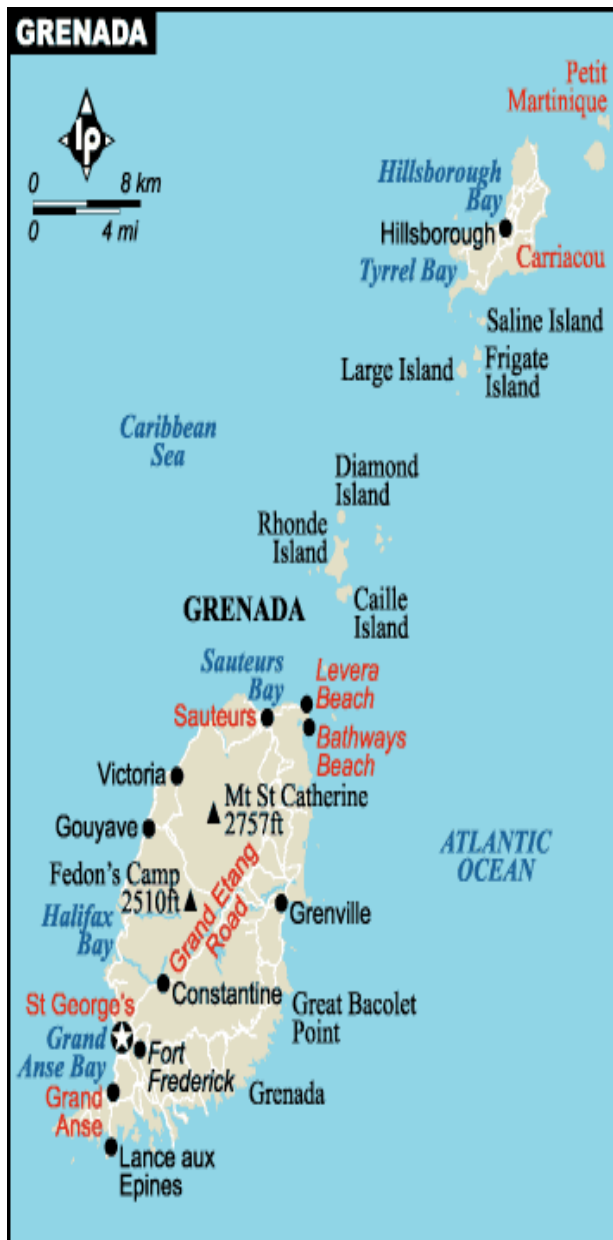 GRENADA
Petit
Martinique
lp
0 8 km
0 4 mi
Hillsborough
Bay
Hillsborough
Carriacou
Tyrrel Bay
Saline Island
Large Island
Frigate
Island
Caribbean
Sea
Diamond
Island
Rhonde
Island
GRENADA
Caille
Island
Sauteurs
Bay
Levera
Beach
Sauteurs
Bathways
Beach
Victoria
Mt St Catherine
2757ft
Gouyave
ATLANTIC
OCEAN
Fedon's Camp
2510ft
Grand Etang
Road
Grenville
Halifax
Bay
Constantine
St George's
Great Bacolet
Point
Grand
Anse Bay
Fort
Frederick
Grenada
Grand
Anse
Lance aux
Epines